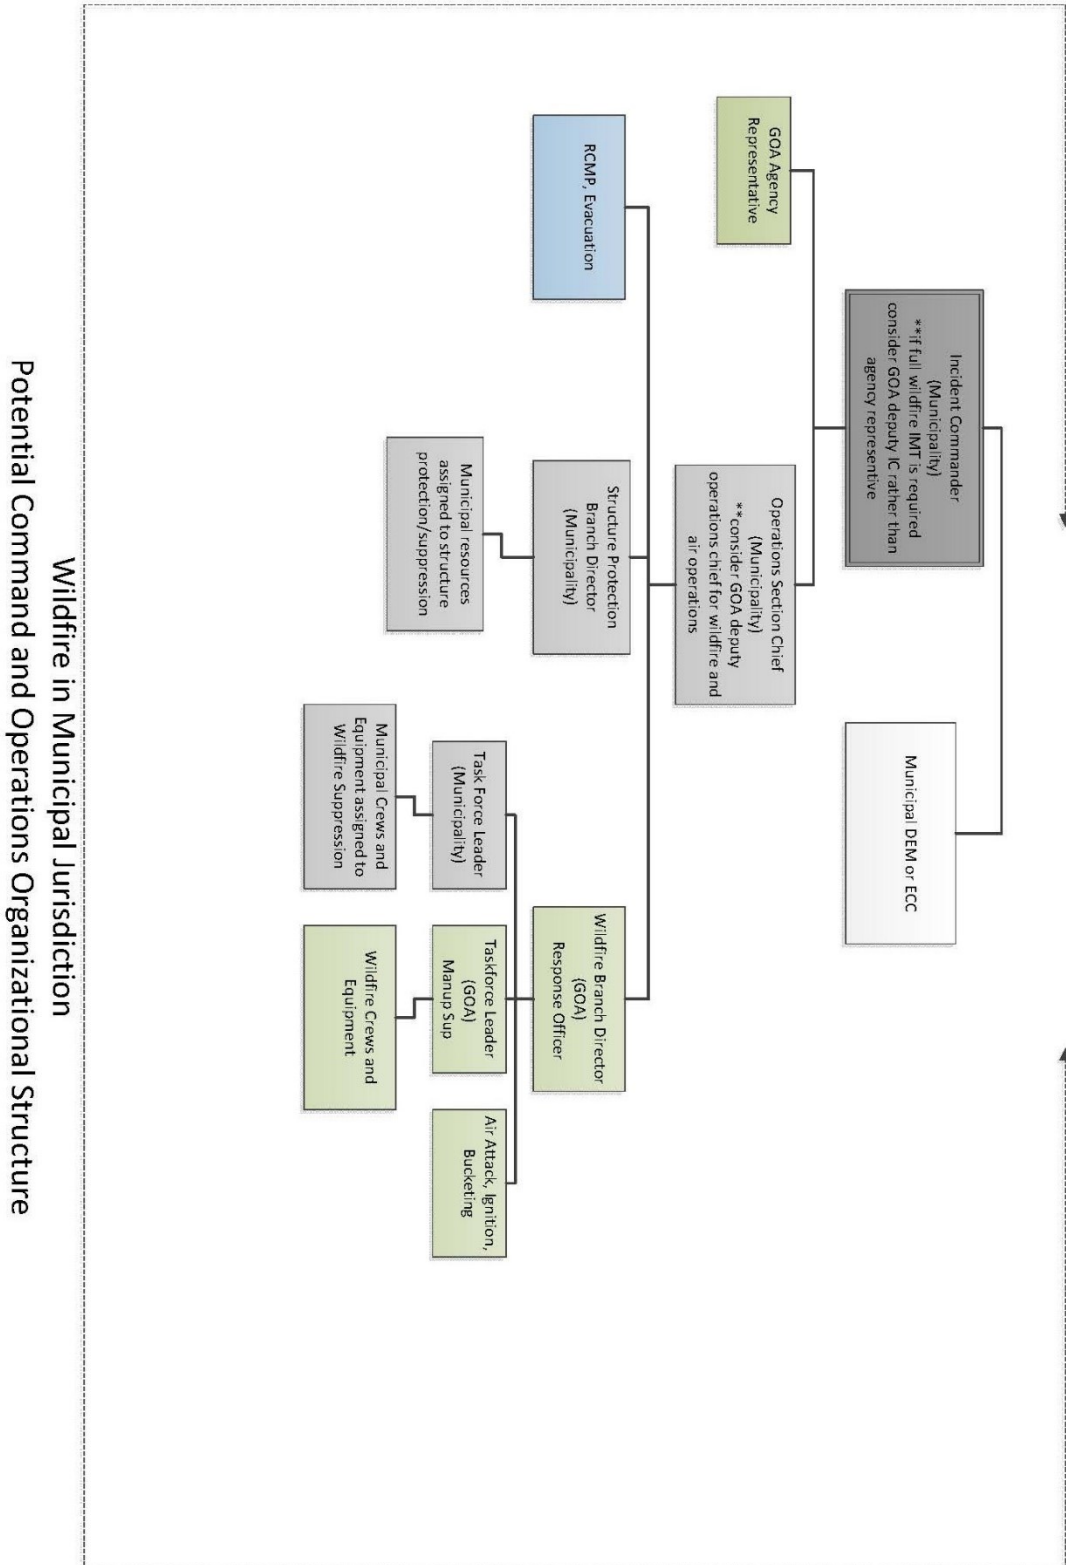 Incident Commander
(Municipality)
**if full wildfire IMT is required
consider GOA deputy IC rather than
agency representive
Municipal DEM or ECC
GOA Agency
Representative
Operations Section Chief
(Municipality)
**consider GOA deputy
operations chief for wildfire and
air operations
RCMP, Evacuation
Structure Protection
Branch Director
(Municipality)
Wildfire Branch Director
(GOA)
Response Officer
Municipal resources
assigned to structure
protection/suppression
Task Force Leader
(Municipality)
Taskforce Leader
(GOA)
Manup Sup
Air Attack, Ignition,
Bucketing
Municipal Crews and
Equipment assigned to
Wildfire Suppression
Wildfire Crews and
Equipment
Wildfire in Municipal Jurisdiction
Potential Command and Operations Organizational Structure